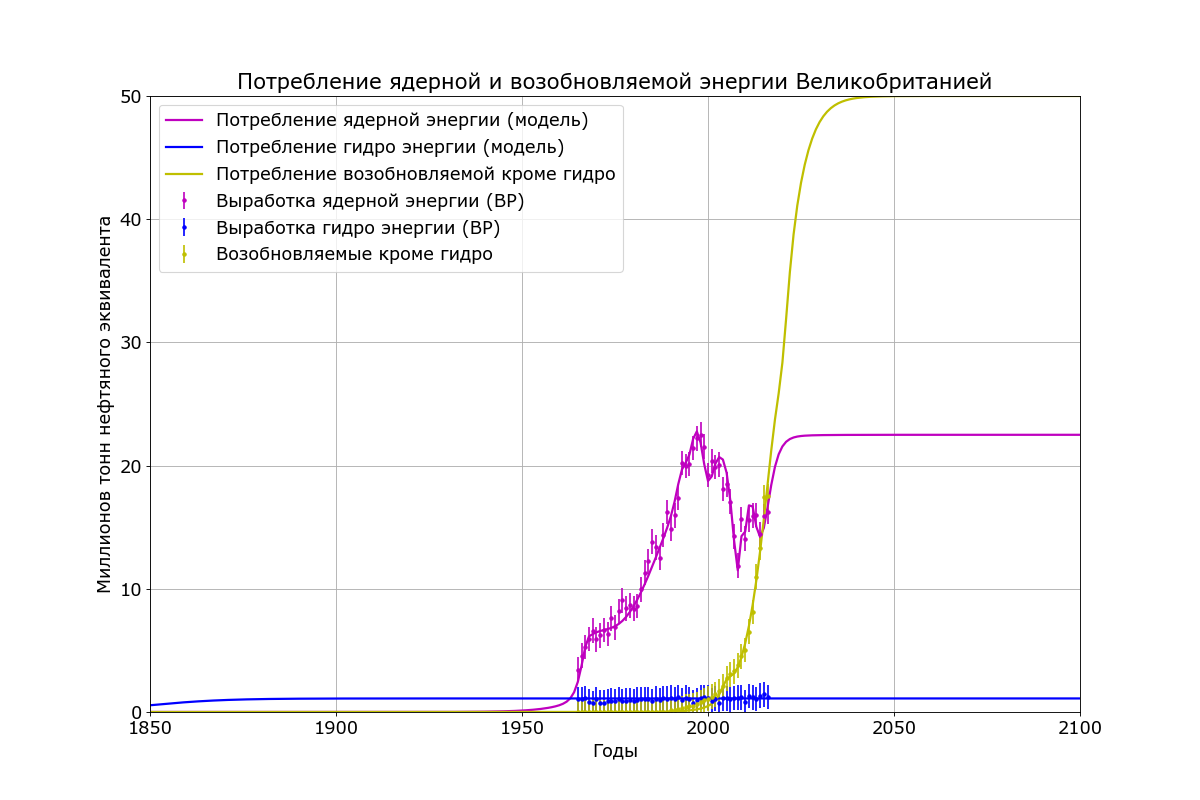 Потребление ядерной и возобновляемой энергии Великобританией
50
40
30
20
10
0
Миллионов тонн нефтяного эквивалента
Потребление ядерной энергии (модель)
Потребление гидро энергии (модель)
Потребление возобновляемой кроме гидро
Выработка ядерной энергии (BP)
Выработка гидро энергии (BP)
Возобновляемые кроме гидро
1850 1900 1950 2000 2050 2100
Годы